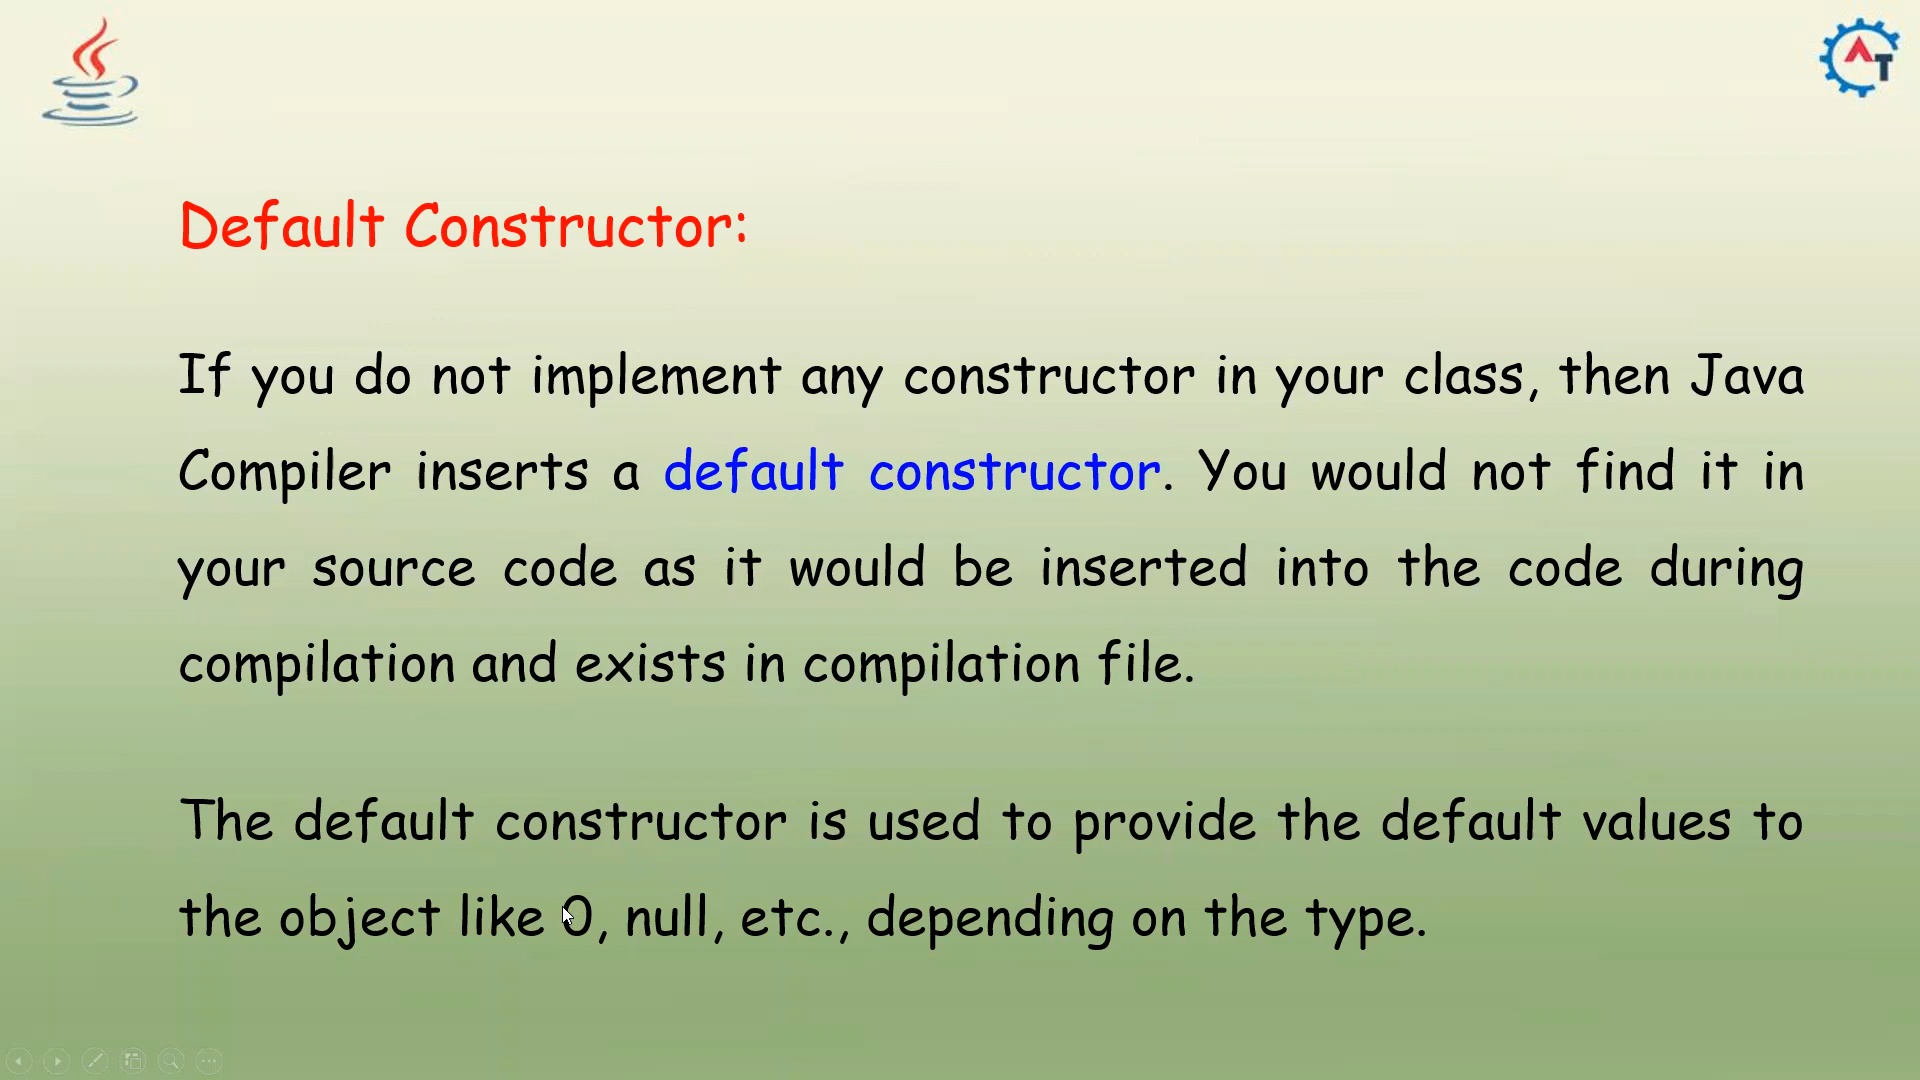 AT
Default Constructor:
If you do not implement any constructor in your class, then Java
Compiler inserts a default constructor. You would not find it in
your source code as it would be inserted into the code during
compilation and exists in compilation file.
The default constructor is used to provide the default values to
the object like 0, null, etc., depending on the type.